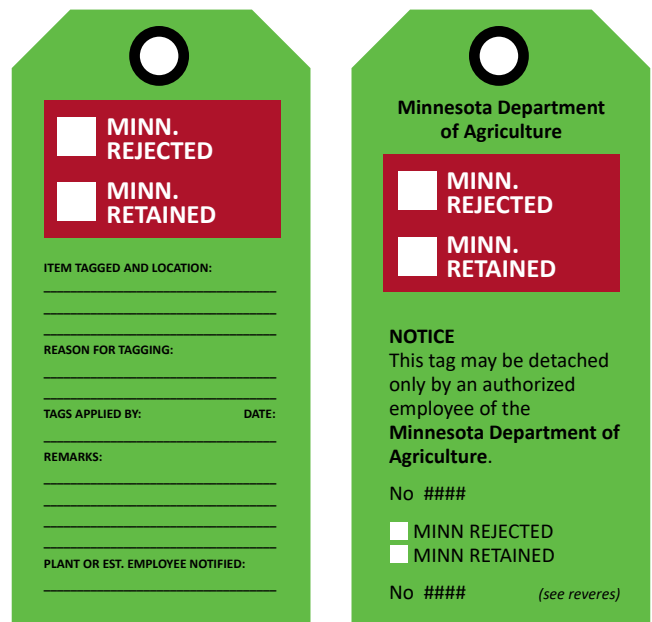 MINN.
REJECTED
MINN.
RETAINED
ITEM TAGGED AND LOCATION:
REASON FOR TAGGING:
TAGS APPLIED BY: DATE:
REMARKS:
PLANT OR EST. EMPLOYEE NOTIFIED:
Minnesota Department
of Agriculture
MINN.
REJECTED
MINN.
RETAINED
NOTICE
This tag may be detached
only by an authorized
employee of the
Minnesota Department of
Agriculture.
No ####
MINN REJECTED
MINN RETAINED
No #### (see reveres)